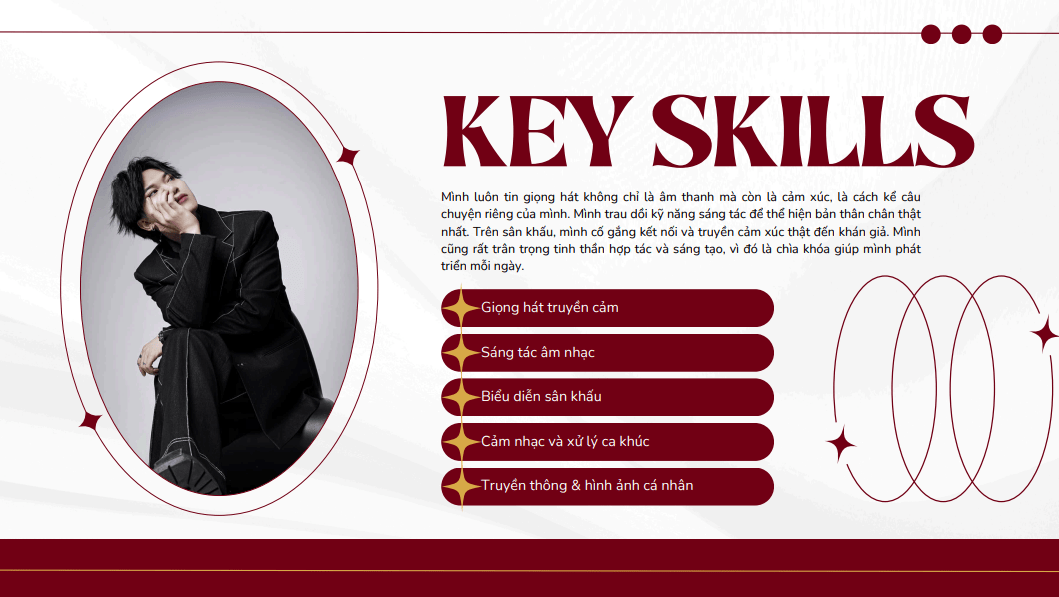 KEY SKILLS
Mình luôn tin giọng hát không chỉ là âm thanh mà còn là cảm xúc, là cách kể câu
chuyện riêng của mình. Mình trau dồi kỹ năng sáng tác để thể hiện bản thân chân thật
nhất. Trên sân khấu, mình cố gắng kết nối và truyền cảm xúc thật đến khán giả. Mình
cũng rất trân trọng tinh thần hợp tác và sáng tạo, vì đó là chìa khóa giúp mình phát
triển mỗi ngày.
Giọng hát truyền cảm
Sáng tác âm nhạc
Biểu diễn sân khấu
Cảm nhạc và xử lý ca khúc
Truyền thông & hình ảnh cá nhân